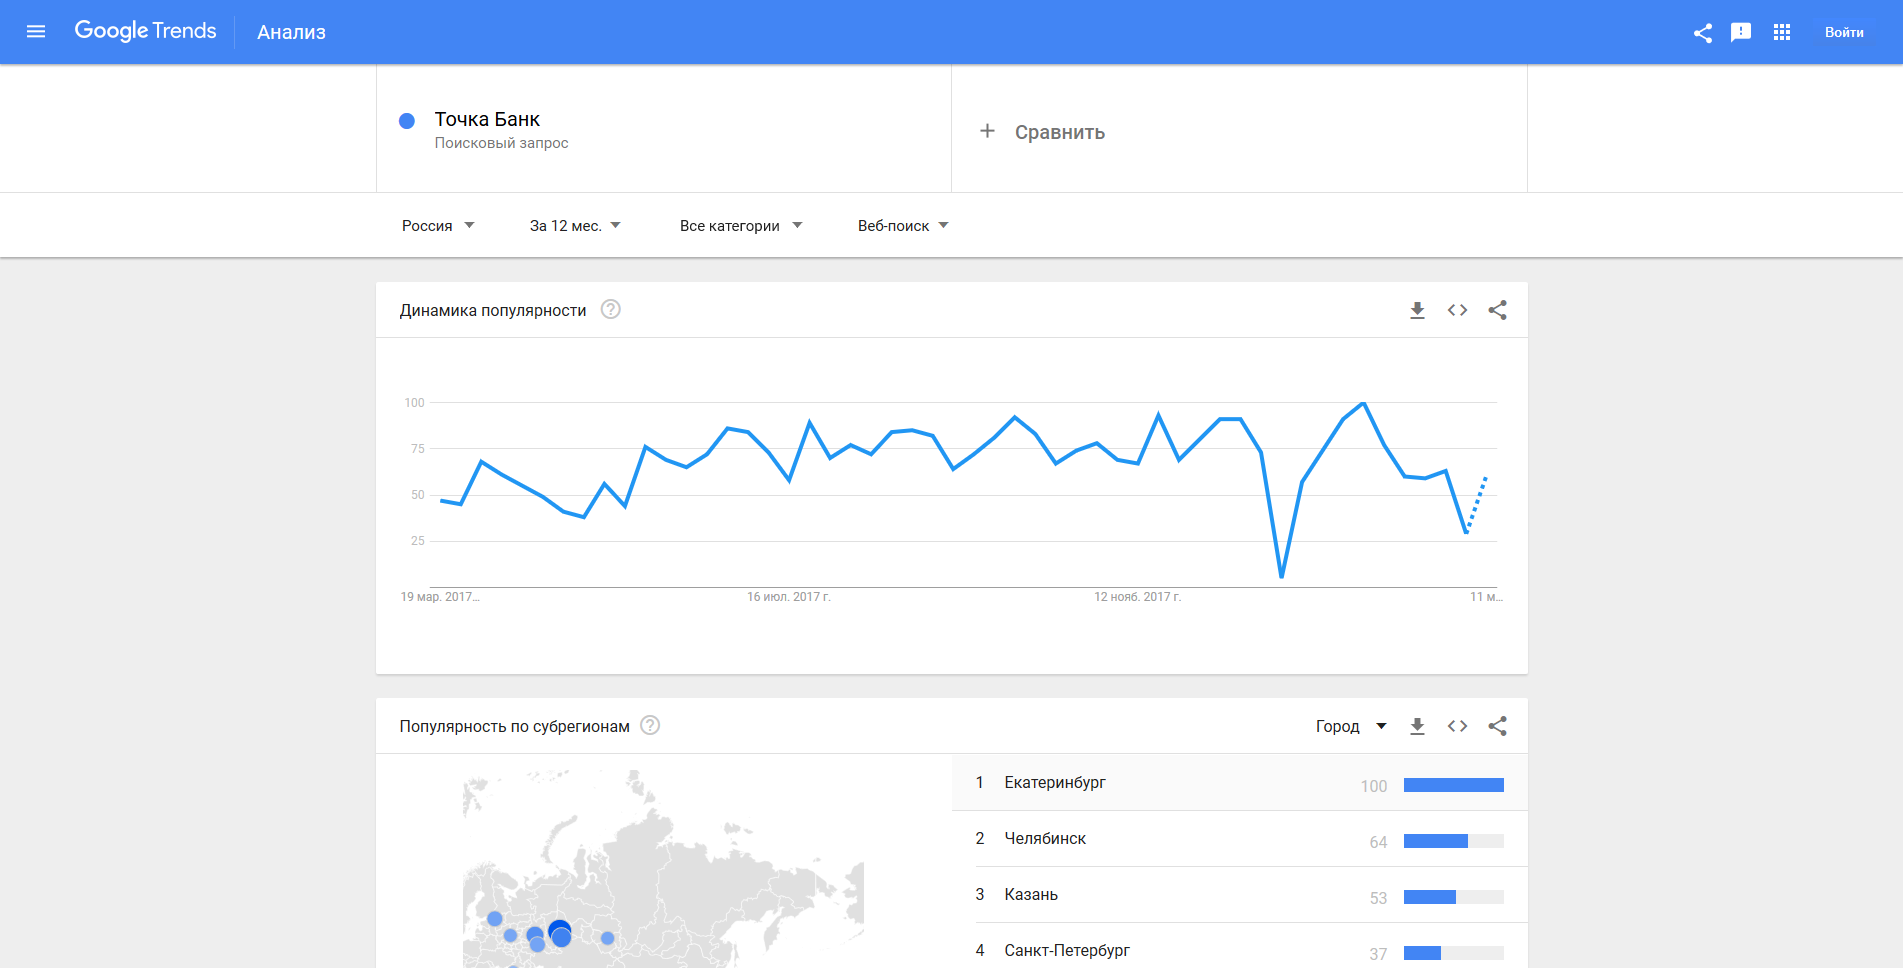 Google Trends
Анализ
Войти
Точка Банк
Поисковый запрос
+ Сравнить
Россия
За 12 мес.
Все категории
Веб-поиск
Динамика популярности ?
100
75
50
25
19 мар. 2017…
16 июл. 2017 г.
12 нояб. 2017 г.
11 м…
Популярность по субрегионам ?
Город
1 Екатеринбург 100
2 Челябинск 64
3 Казань 53
4 Санкт-Петербург 37